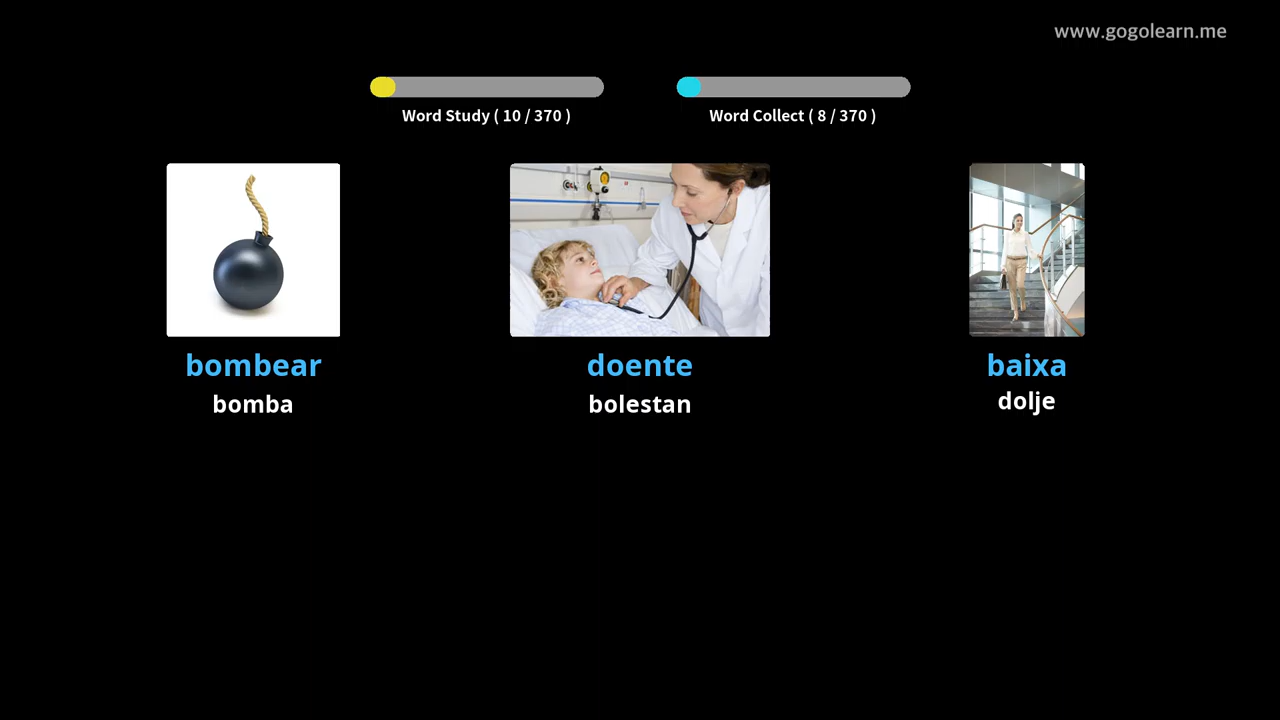 www.gogolearn.me
Word Study ( 10 / 370 )
Word Collect ( 8 / 370 )
bombear
bomba
doente
bolestan
baixa
dolje